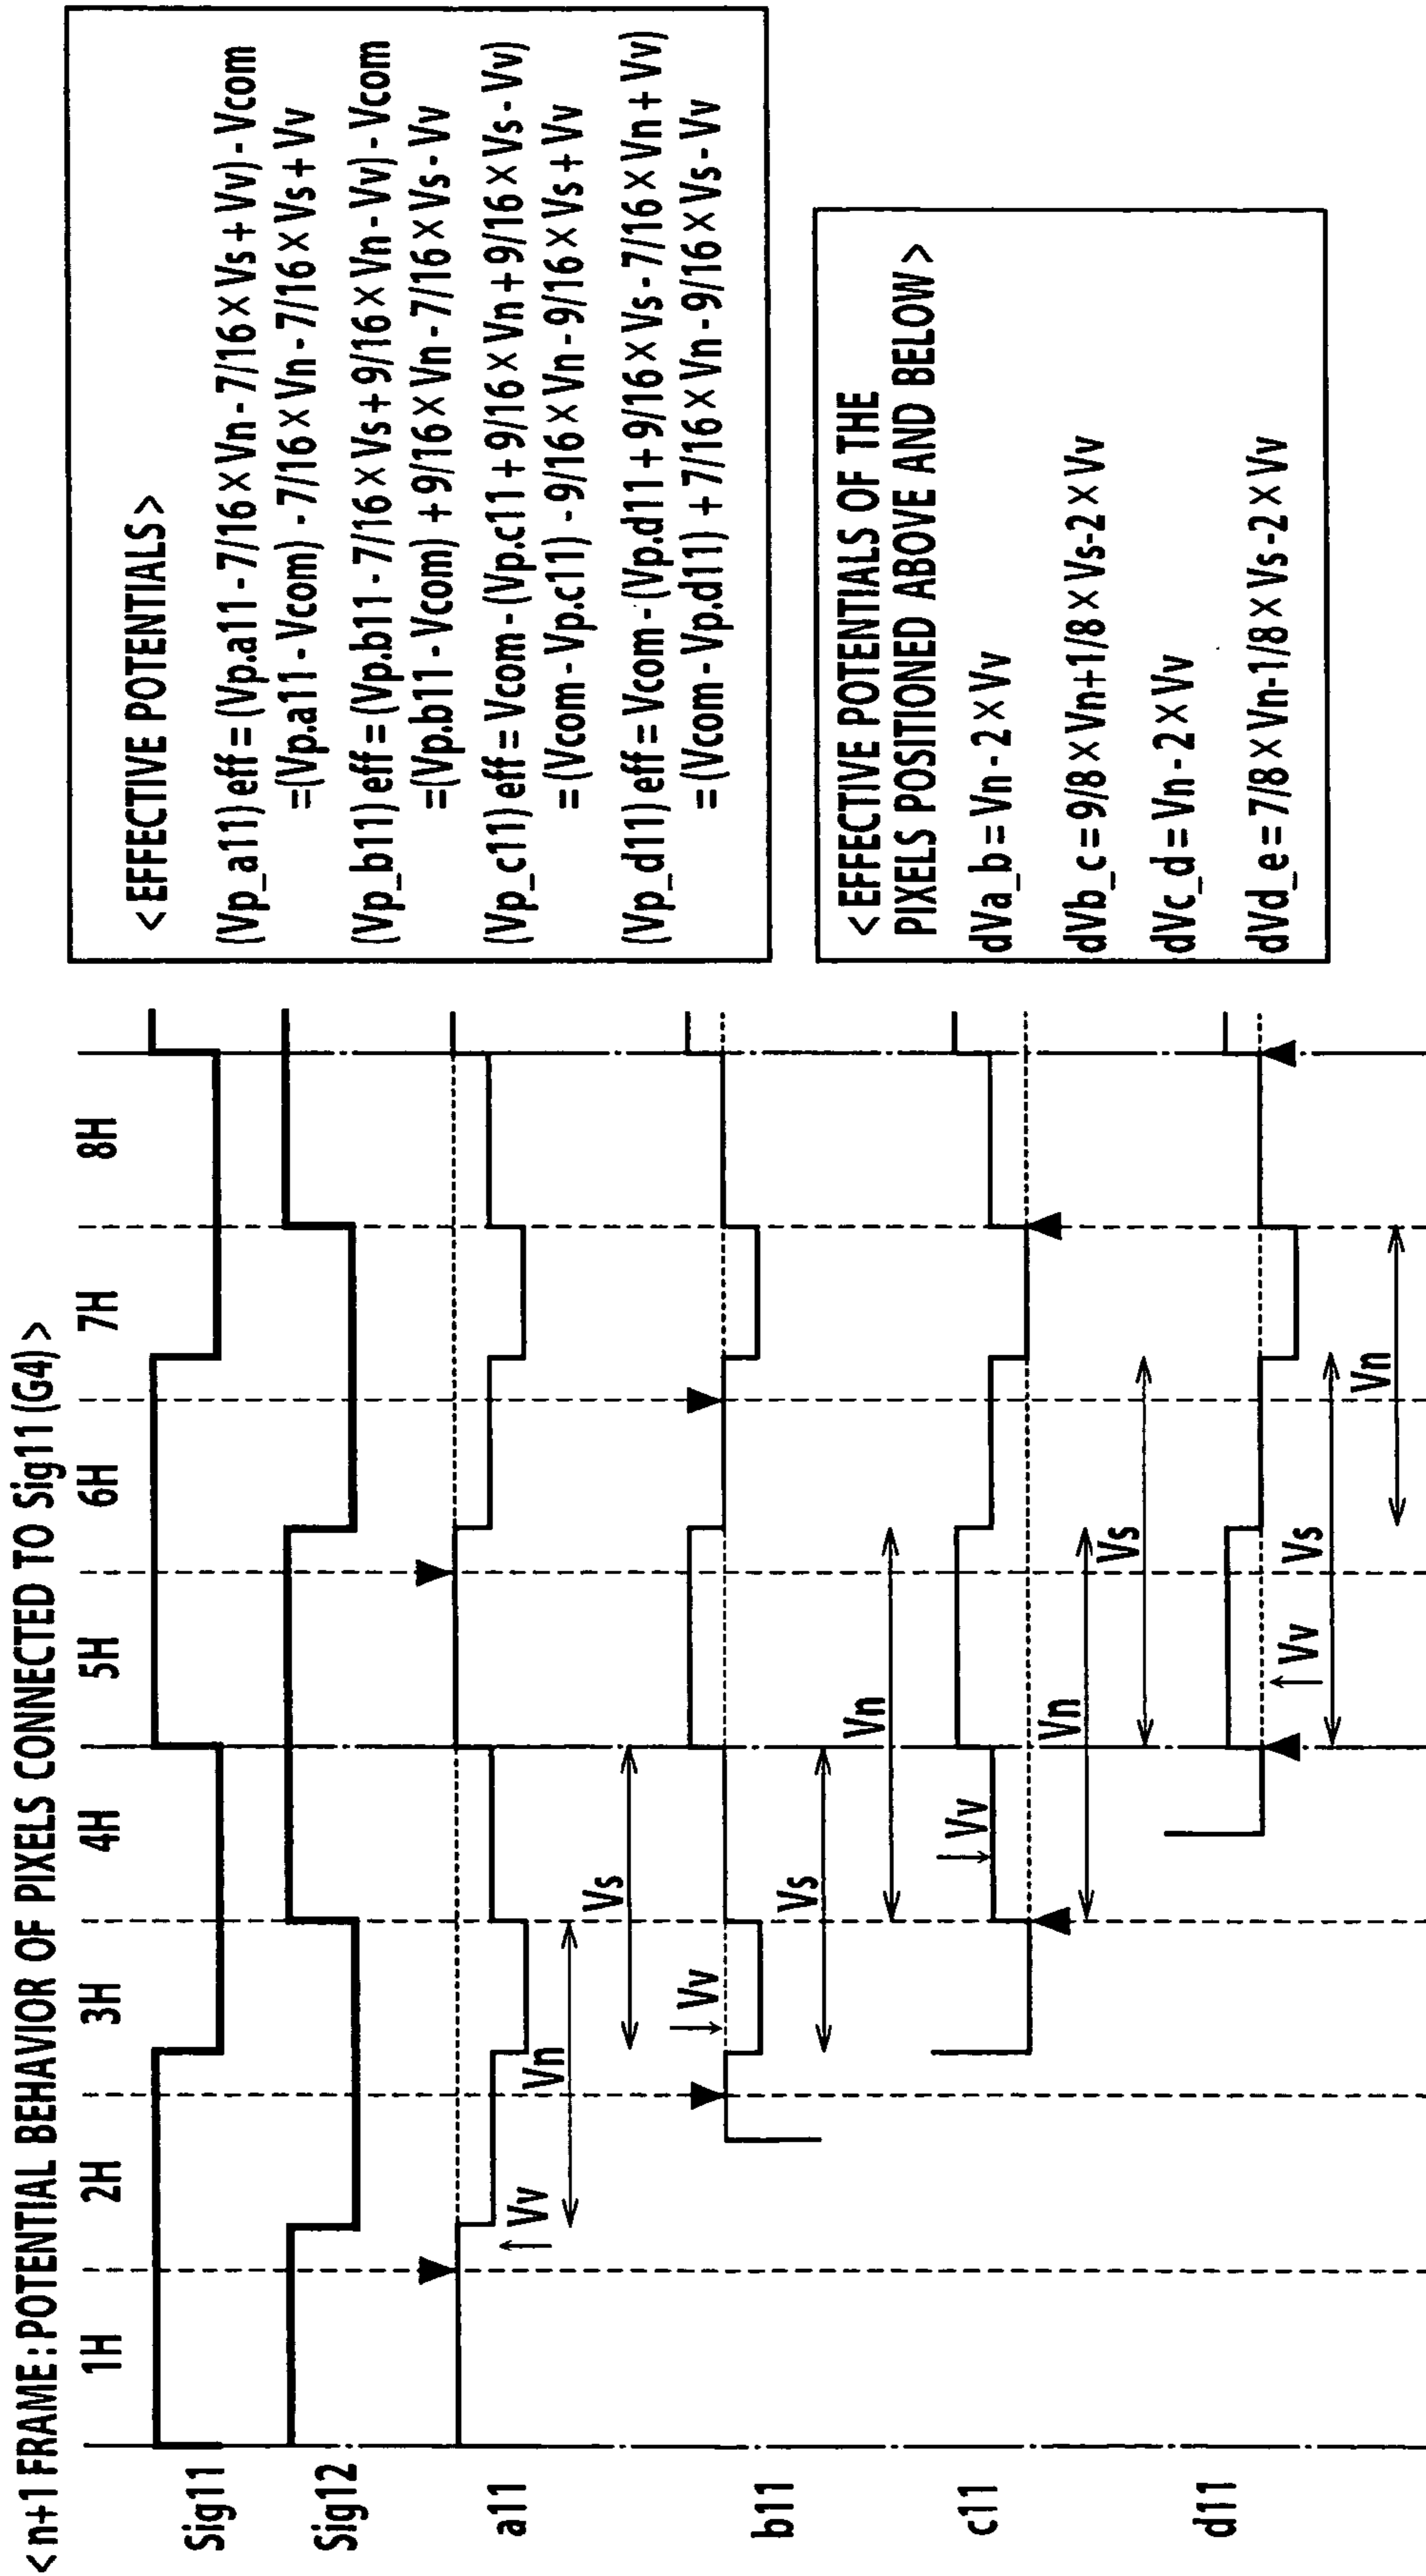 <n+1 FRAME:POTENTIAL BEHAVIOR OF PIXELS CONNECTED TO Sig11(G4)>
1H 2H 3H 4H 5H 6H 7H 8H
Sig11
Sig12
a11
Vv
Vn
Vs
b11
Vv
Vs
Vn
c11
Vv
Vn
Vs
d11
Vv
Vs
Vn
<EFFECTIVE POTENTIALS>
(Vp_a11) eff = (Vp.a11 - 7/16 × Vn - 7/16 × Vs + Vv) - Vcom
=(Vp.a11 - Vcom) - 7/16 × Vn - 7/16 × Vs + Vv
(Vp_b11) eff = (Vp.b11 - 7/16 × Vs + 9/16 × Vn - Vv) - Vcom
=(Vp.b11 - Vcom) + 9/16 × Vn - 7/16 × Vs - Vv
(Vp_c11) eff = Vcom - (Vp.c11 + 9/16 × Vn + 9/16 × Vs - Vv)
= (Vcom - Vp.c11) - 9/16 × Vn - 9/16 × Vs + Vv
(Vp_d11) eff = Vcom - (Vp.d11 + 9/16 × Vs - 7/16 × Vn + Vv)
= (Vcom - Vp.d11) + 7/16 × Vn - 9/16 × Vs - Vv
<EFFECTIVE POTENTIALS OF THE
PIXELS POSITIONED ABOVE AND BELOW>
dVa_b = Vn - 2 × Vv
dVb_c = 9/8 × Vn+1/8 × Vs-2 × Vv
dVc_d = Vn - 2 × Vv
dVd_e = 7/8 × Vn-1/8 × Vs -2 × Vv